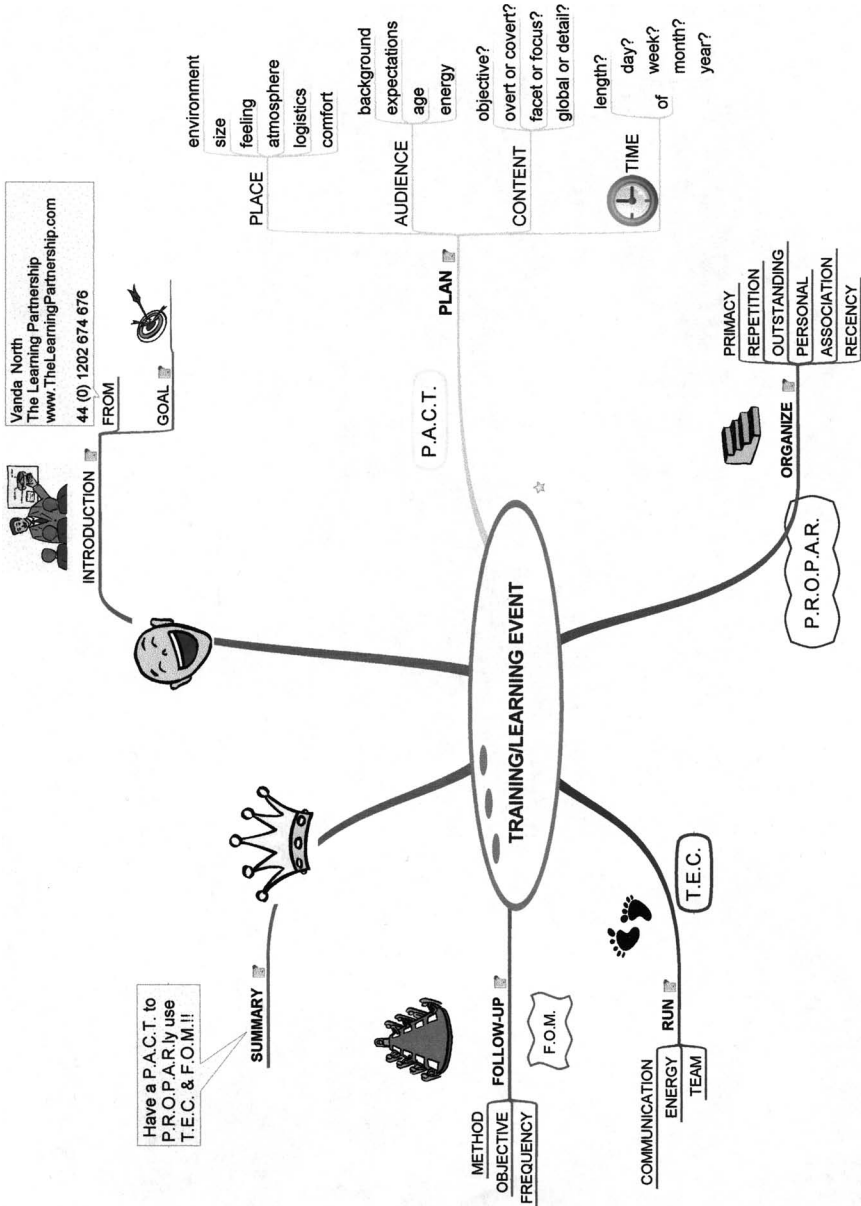 Vanda North
The Learning Partnership
www.TheLearningPartnership.com
44 (0) 1202 674 676
INTRODUCTION
FROM
GOAL
P.A.C.T.
PLAN
PLACE
environment
size
feeling
atmosphere
logistics
comfort
AUDIENCE
background
expectations
age
energy
CONTENT
objective?
overt or covert?
facet or focus?
global or detail?
TIME
length?
of
day?
week?
month?
year?
TRAINING/LEARNING EVENT
P.R.O.P.A.R.
ORGANIZE
PRIMACY
REPETITION
OUTSTANDING
PERSONAL
ASSOCIATION
RECENCY
T.E.C.
RUN
COMMUNICATION
ENERGY
TEAM
F.O.M.
FOLLOW-UP
METHOD
OBJECTIVE
FREQUENCY
SUMMARY
Have a P.A.C.T. to
P.R.O.P.A.R.ly use
T.E.C. & F.O.M.!!